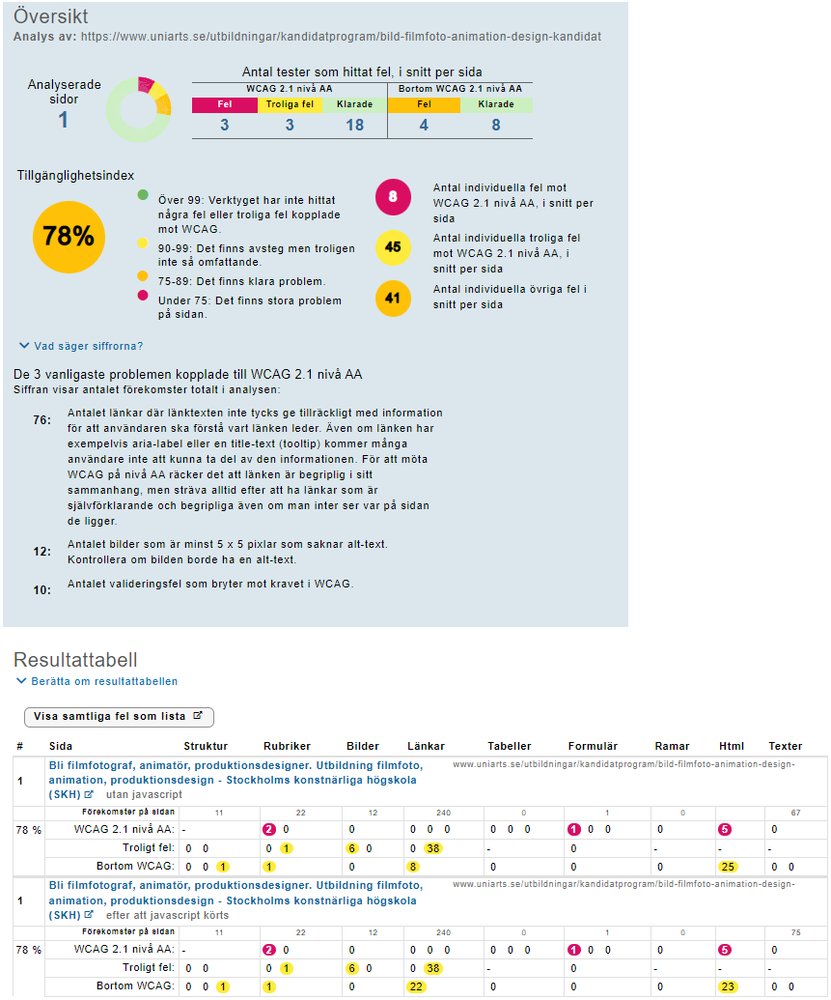 Översikt
Analys av: https://www.uniarts.se/utbildningar/kandidatprogram/bild-filmfoto-animation-design-kandidat
Analyserade
sidor
1
Antal tester som hittat fel, i snitt per sida
WCAG 2.1 nivå AA Bortom WCAG 2.1 nivå AA
Fel Troliga fel Klarade Fel Klarade
3 3 18 4 8
Tillgänglighetsindex
78%
Över 99: Verktyget har inte hittat
några fel eller troliga fel kopplade
mot WCAG.
90-99: Det finns avsteg men troligen
inte så omfattande.
75-89: Det finns klara problem.
Under 75: Det finns stora problem
på sidan.
8
Antal individuella fel mot
WCAG 2.1 nivå AA, i snitt per
sida
45
Antal individuella troliga fel
mot WCAG 2.1 nivå AA, i
snitt per sida
41
Antal individuella övriga fel i
snitt per sida
Vad säger siffrorna?
De 3 vanligaste problemen kopplade till WCAG 2.1 nivå AA
Siffran visar antalet förekomster totalt i analysen:
76: Antalet länkar där länktexten inte tycks ge tillräckligt med information
för att användaren ska förstå vart länken leder. Även om länken har
exempelvis aria-label eller en title-text (tooltip) kommer många
användare inte att kunna ta del av den informationen. För att möta
WCAG på nivå AA räcker det att länken är begriplig i sitt
sammanhang, men sträva alltid efter att ha länkar som är
självförklarande och begripliga även om man inter ser var på sidan
de ligger.
12: Antalet bilder som är minst 5 x 5 pixlar som saknar alt-text.
Kontrollera om bilden borde ha en alt-text.
10: Antalet valideringsfel som bryter mot kravet i WCAG.
Resultattabell
Berätta om resultattabellen
Visa samtliga fel som lista
# Sida Struktur Rubriker Bilder Länkar Tabeller Formulär Ramar Html Texter
1 Bli filmfotograf, animatör, produktionsdesigner. Utbildning filmfoto, www.uniarts.se/utbildningar/kandidatprogram/bild-filmfoto-animation-design-
animation, produktionsdesign - Stockholms konstnärliga högskola
(SKH) utan javascript
Förekomster på sidan 11 22 12 240 0 1 0 67
78 % WCAG 2.1 nivå AA: - 2 0 0 0 0 0 0 0 0 1 0 0 0 5 0
Troligt fel: 0 0 0 1 6 0 0 38 - 0 - - -
Bortom WCAG: 0 0 1 1 0 8 0 0 0 25 0 0
1 Bli filmfotograf, animatör, produktionsdesigner. Utbildning filmfoto, www.uniarts.se/utbildningar/kandidatprogram/bild-filmfoto-animation-design-
animation, produktionsdesign - Stockholms konstnärliga högskola
(SKH) efter att javascript körts
Förekomster på sidan 11 22 12 240 0 1 0 75
78 % WCAG 2.1 nivå AA: - 2 0 0 0 0 0 0 0 0 1 0 0 0 5 0
Troligt fel: 0 0 0 1 6 0 0 38 - 0 - - -
Bortom WCAG: 0 0 1 1 0 22 0 0 0 23 0 0